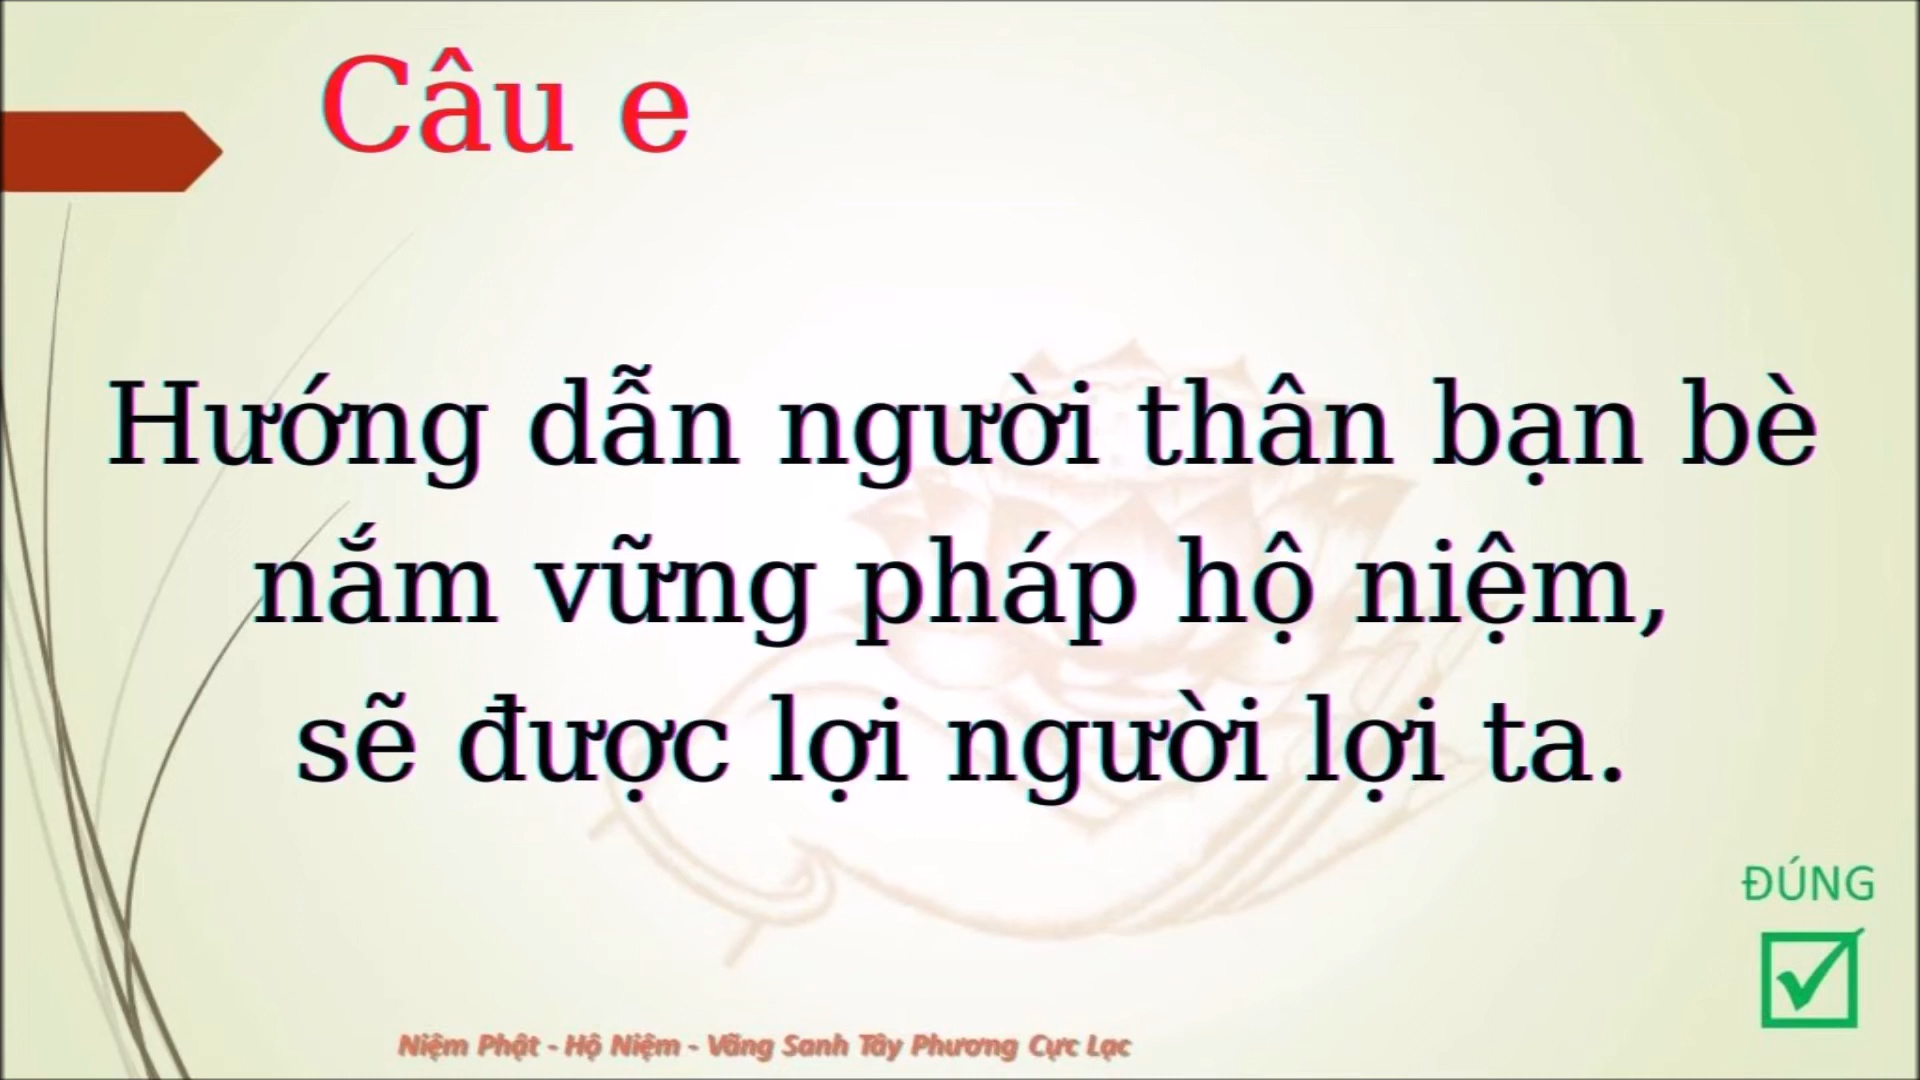 Câu e
Hướng dẫn người thân bạn bè
nắm vững pháp hộ niệm,
sẽ được lợi người lợi ta.
ĐÚNG
Niệm Phật - Hộ Niệm - Vãng Sanh Tây Phương Cực Lạc